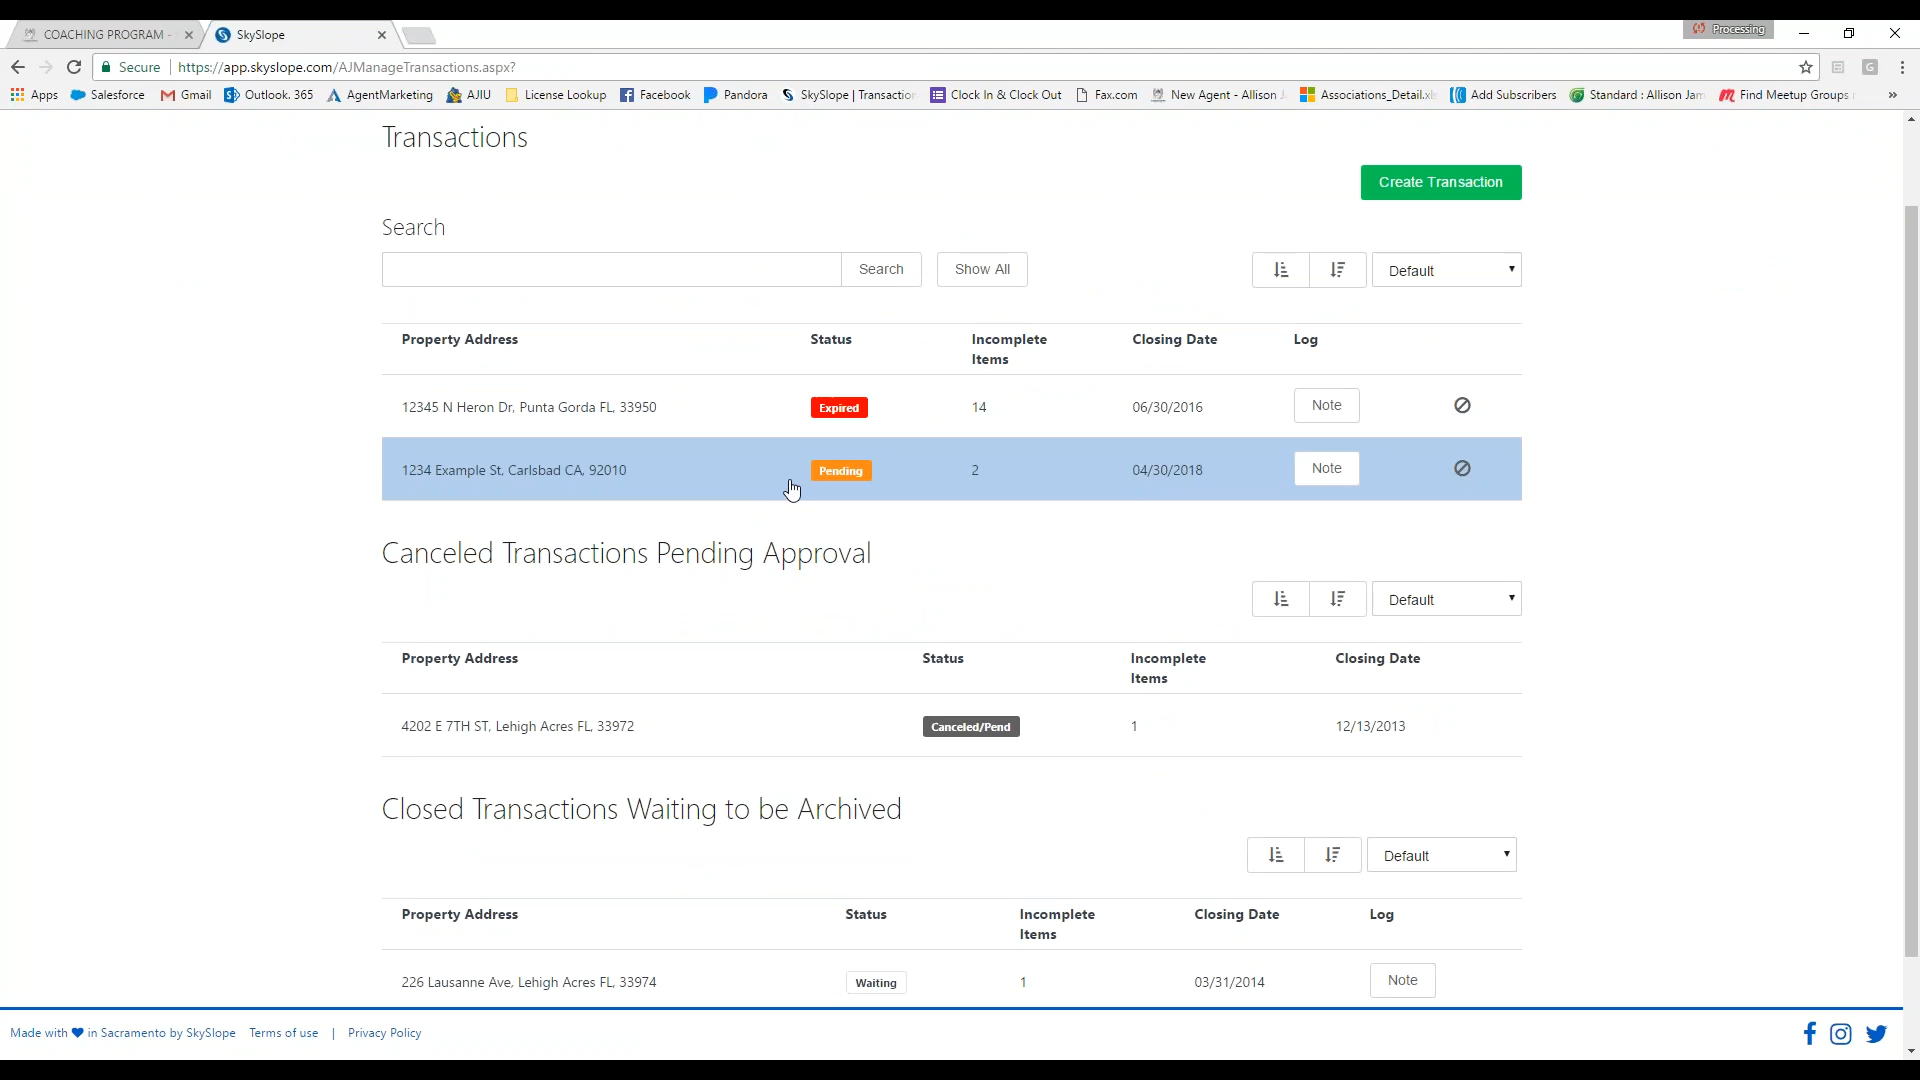 COACHING PROGRAM -
SkySlope
Processing
Secure
https://app.skyslope.com/AJManageTransactions.aspx?
Apps Salesforce Gmail Outlook. 365 AgentMarketing AJIU License Lookup Facebook Pandora SkySlope | Transaction Clock In & Clock Out Fax.com New Agent - Allison J Associations_Detail.xls Add Subscribers Standard : Allison Jam Find Meetup Groups »
Transactions
Create Transaction
Search
Search Show All Default
Property Address Status Incomplete Items Closing Date Log
12345 N Heron Dr, Punta Gorda FL, 33950 Expired 14 06/30/2016 Note
1234 Example St, Carlsbad CA, 92010 Pending 2 04/30/2018 Note
Canceled Transactions Pending Approval
Default
Property Address Status Incomplete Items Closing Date
4202 E 7TH ST, Lehigh Acres FL, 33972 Canceled/Pend 1 12/13/2013
Closed Transactions Waiting to be Archived
Default
Property Address Status Incomplete Items Closing Date Log
226 Lausanne Ave, Lehigh Acres FL, 33974 Waiting 1 03/31/2014 Note
Made with ♥ in Sacramento by SkySlope Terms of use | Privacy Policy